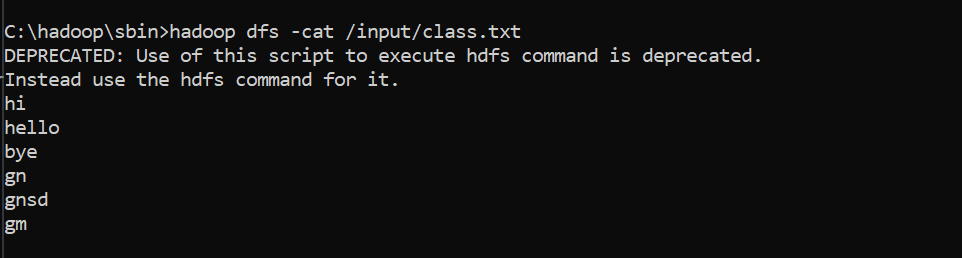 C:\hadoop\sbin>hadoop dfs -cat /input/class.txt
DEPRECATED: Use of this script to execute hdfs command is deprecated.
Instead use the hdfs command for it.
hi
hello
bye
gn
gnsd
gm